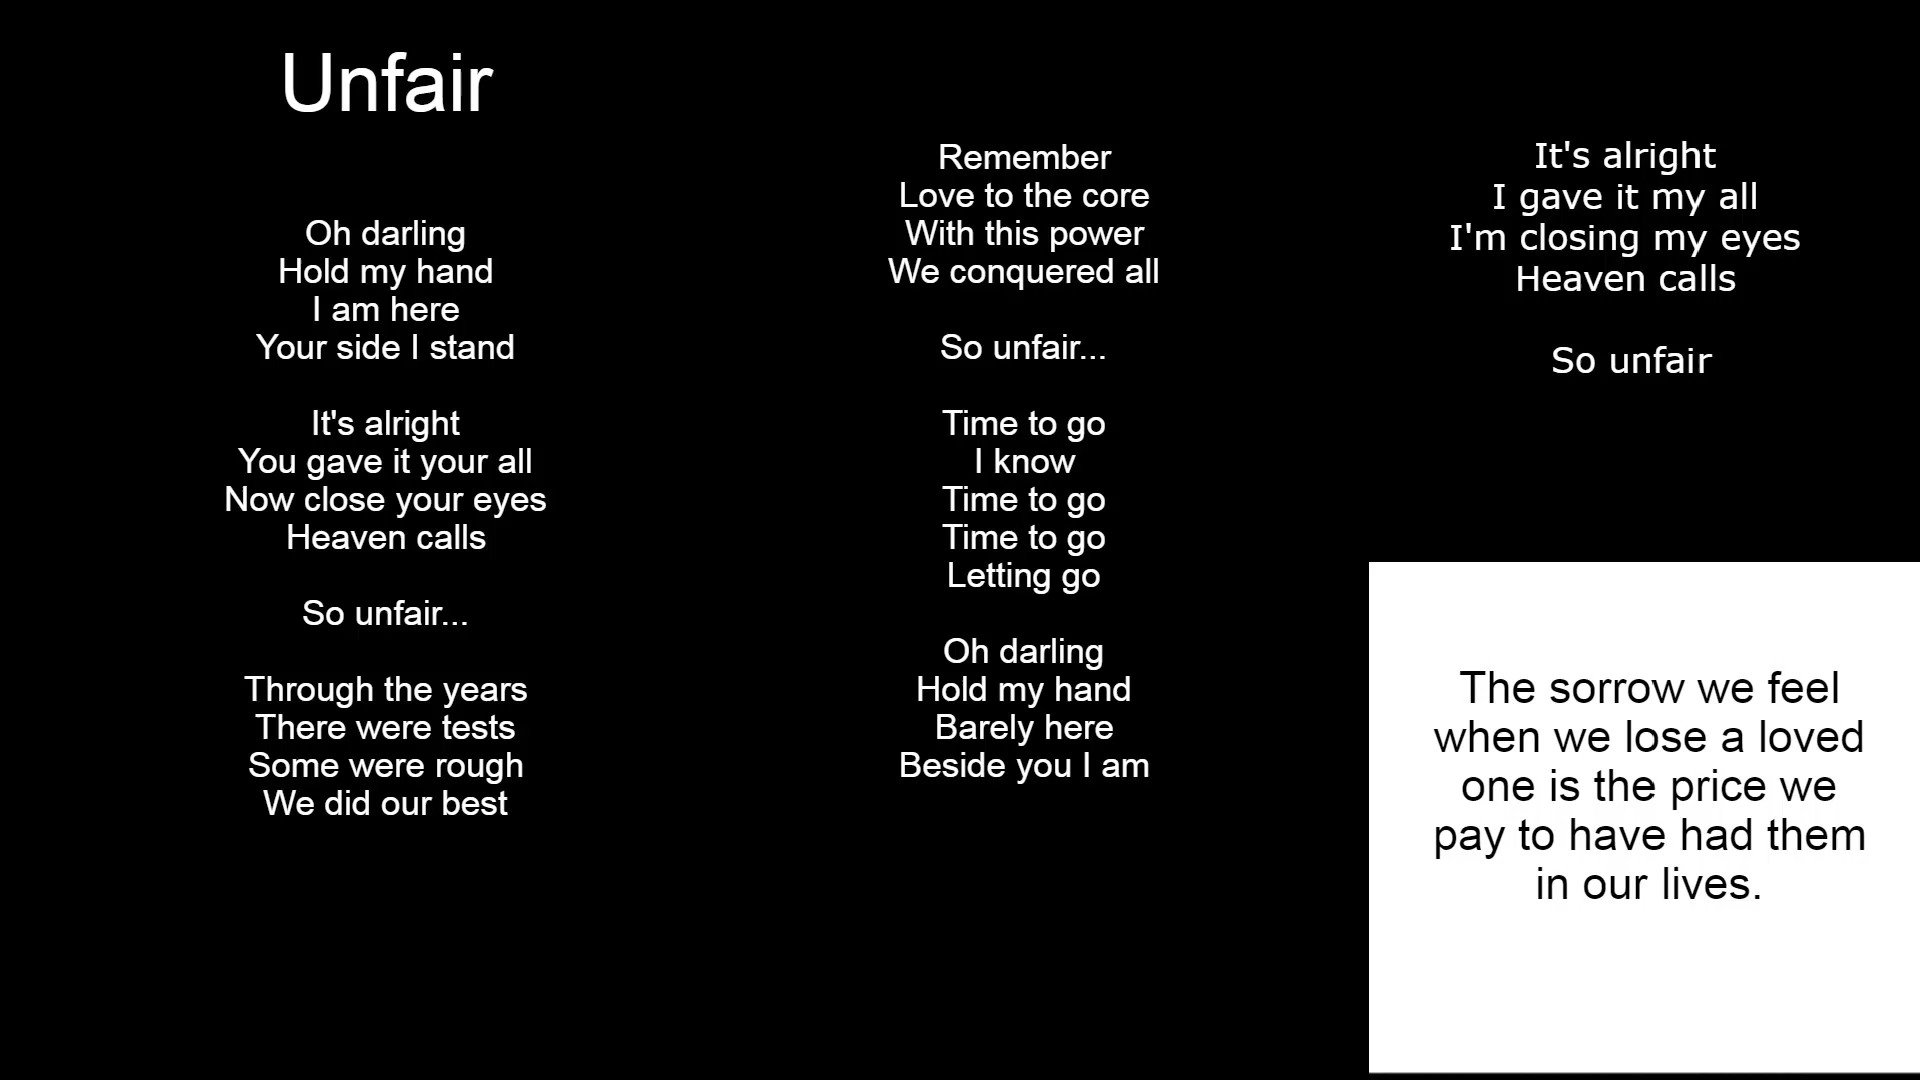 Unfair
Oh darling
Hold my hand
I am here
Your side I stand
It's alright
You gave it your all
Now close your eyes
Heaven calls
So unfair...
Through the years
There were tests
Some were rough
We did our best
Remember
Love to the core
With this power
We conquered all
So unfair...
Time to go
I know
Time to go
Time to go
Letting go
Oh darling
Hold my hand
Barely here
Beside you I am
It's alright
I gave it my all
I'm closing my eyes
Heaven calls
So unfair
The sorrow we feel
when we lose a loved
one is the price we
pay to have had them
in our lives.